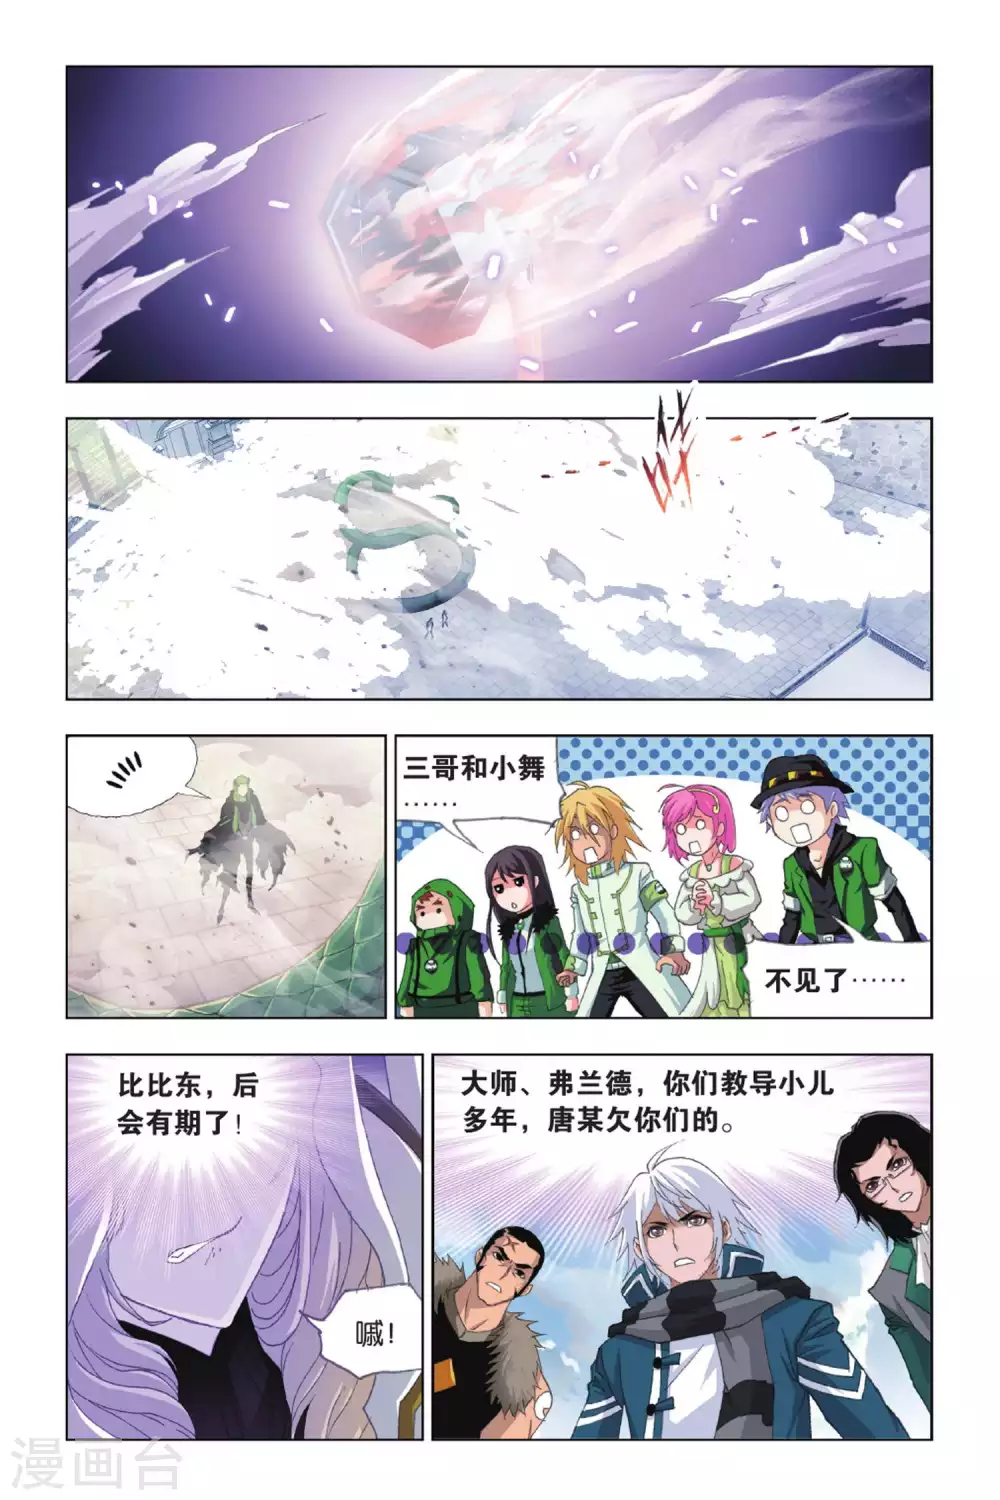 三哥和小舞
……
不见了……
比比东，后
会有期了！
嘁！
大师、弗兰德，你们教导小儿
多年，唐某欠你们的。
漫画台